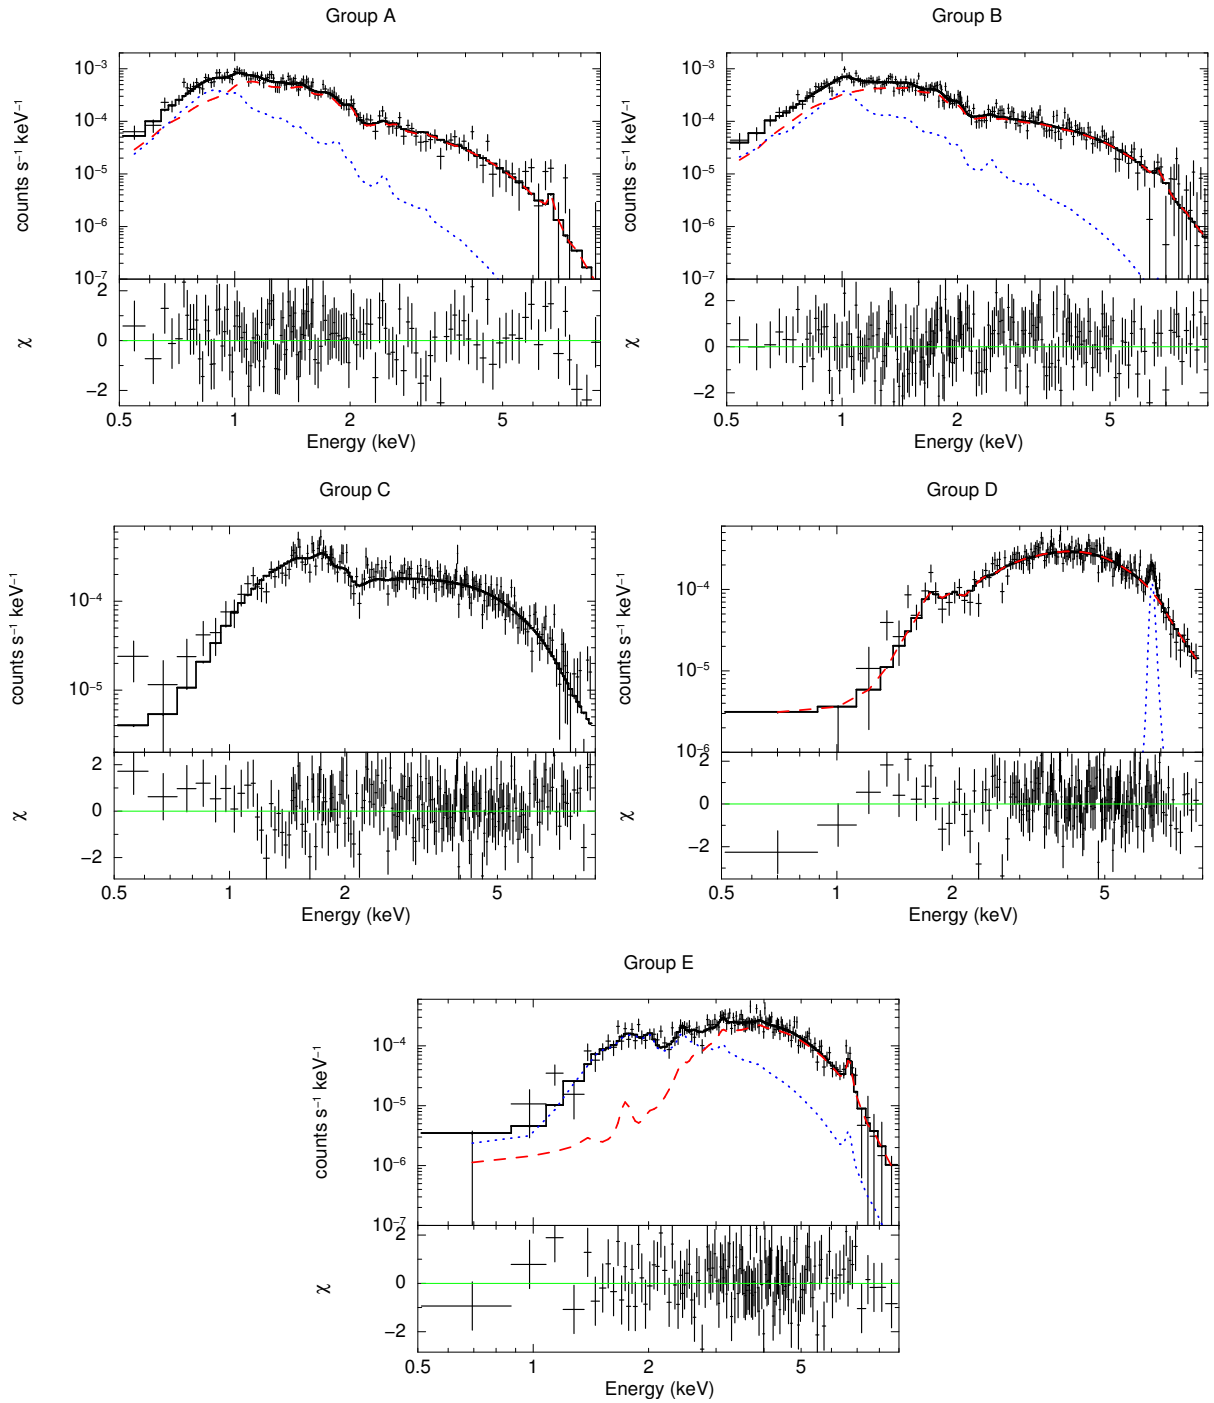 Group A
10⁻³
10⁻⁴
10⁻⁵
10⁻⁶
10⁻⁷
counts s⁻¹ keV⁻¹
2
0
−2
χ
0.5 1 2 5
Energy (keV)
Group B
10⁻³
10⁻⁴
10⁻⁵
10⁻⁶
10⁻⁷
counts s⁻¹ keV⁻¹
2
0
−2
χ
0.5 1 2 5
Energy (keV)
Group C
10⁻⁴
10⁻⁵
counts s⁻¹ keV⁻¹
2
0
−2
χ
0.5 1 2 5
Energy (keV)
Group D
10⁻⁴
10⁻⁵
10⁻⁶
counts s⁻¹ keV⁻¹
2
0
−2
χ
0.5 1 2 5
Energy (keV)
Group E
10⁻⁴
10⁻⁵
10⁻⁶
10⁻⁷
counts s⁻¹ keV⁻¹
2
0
−2
χ
0.5 1 2 5
Energy (keV)